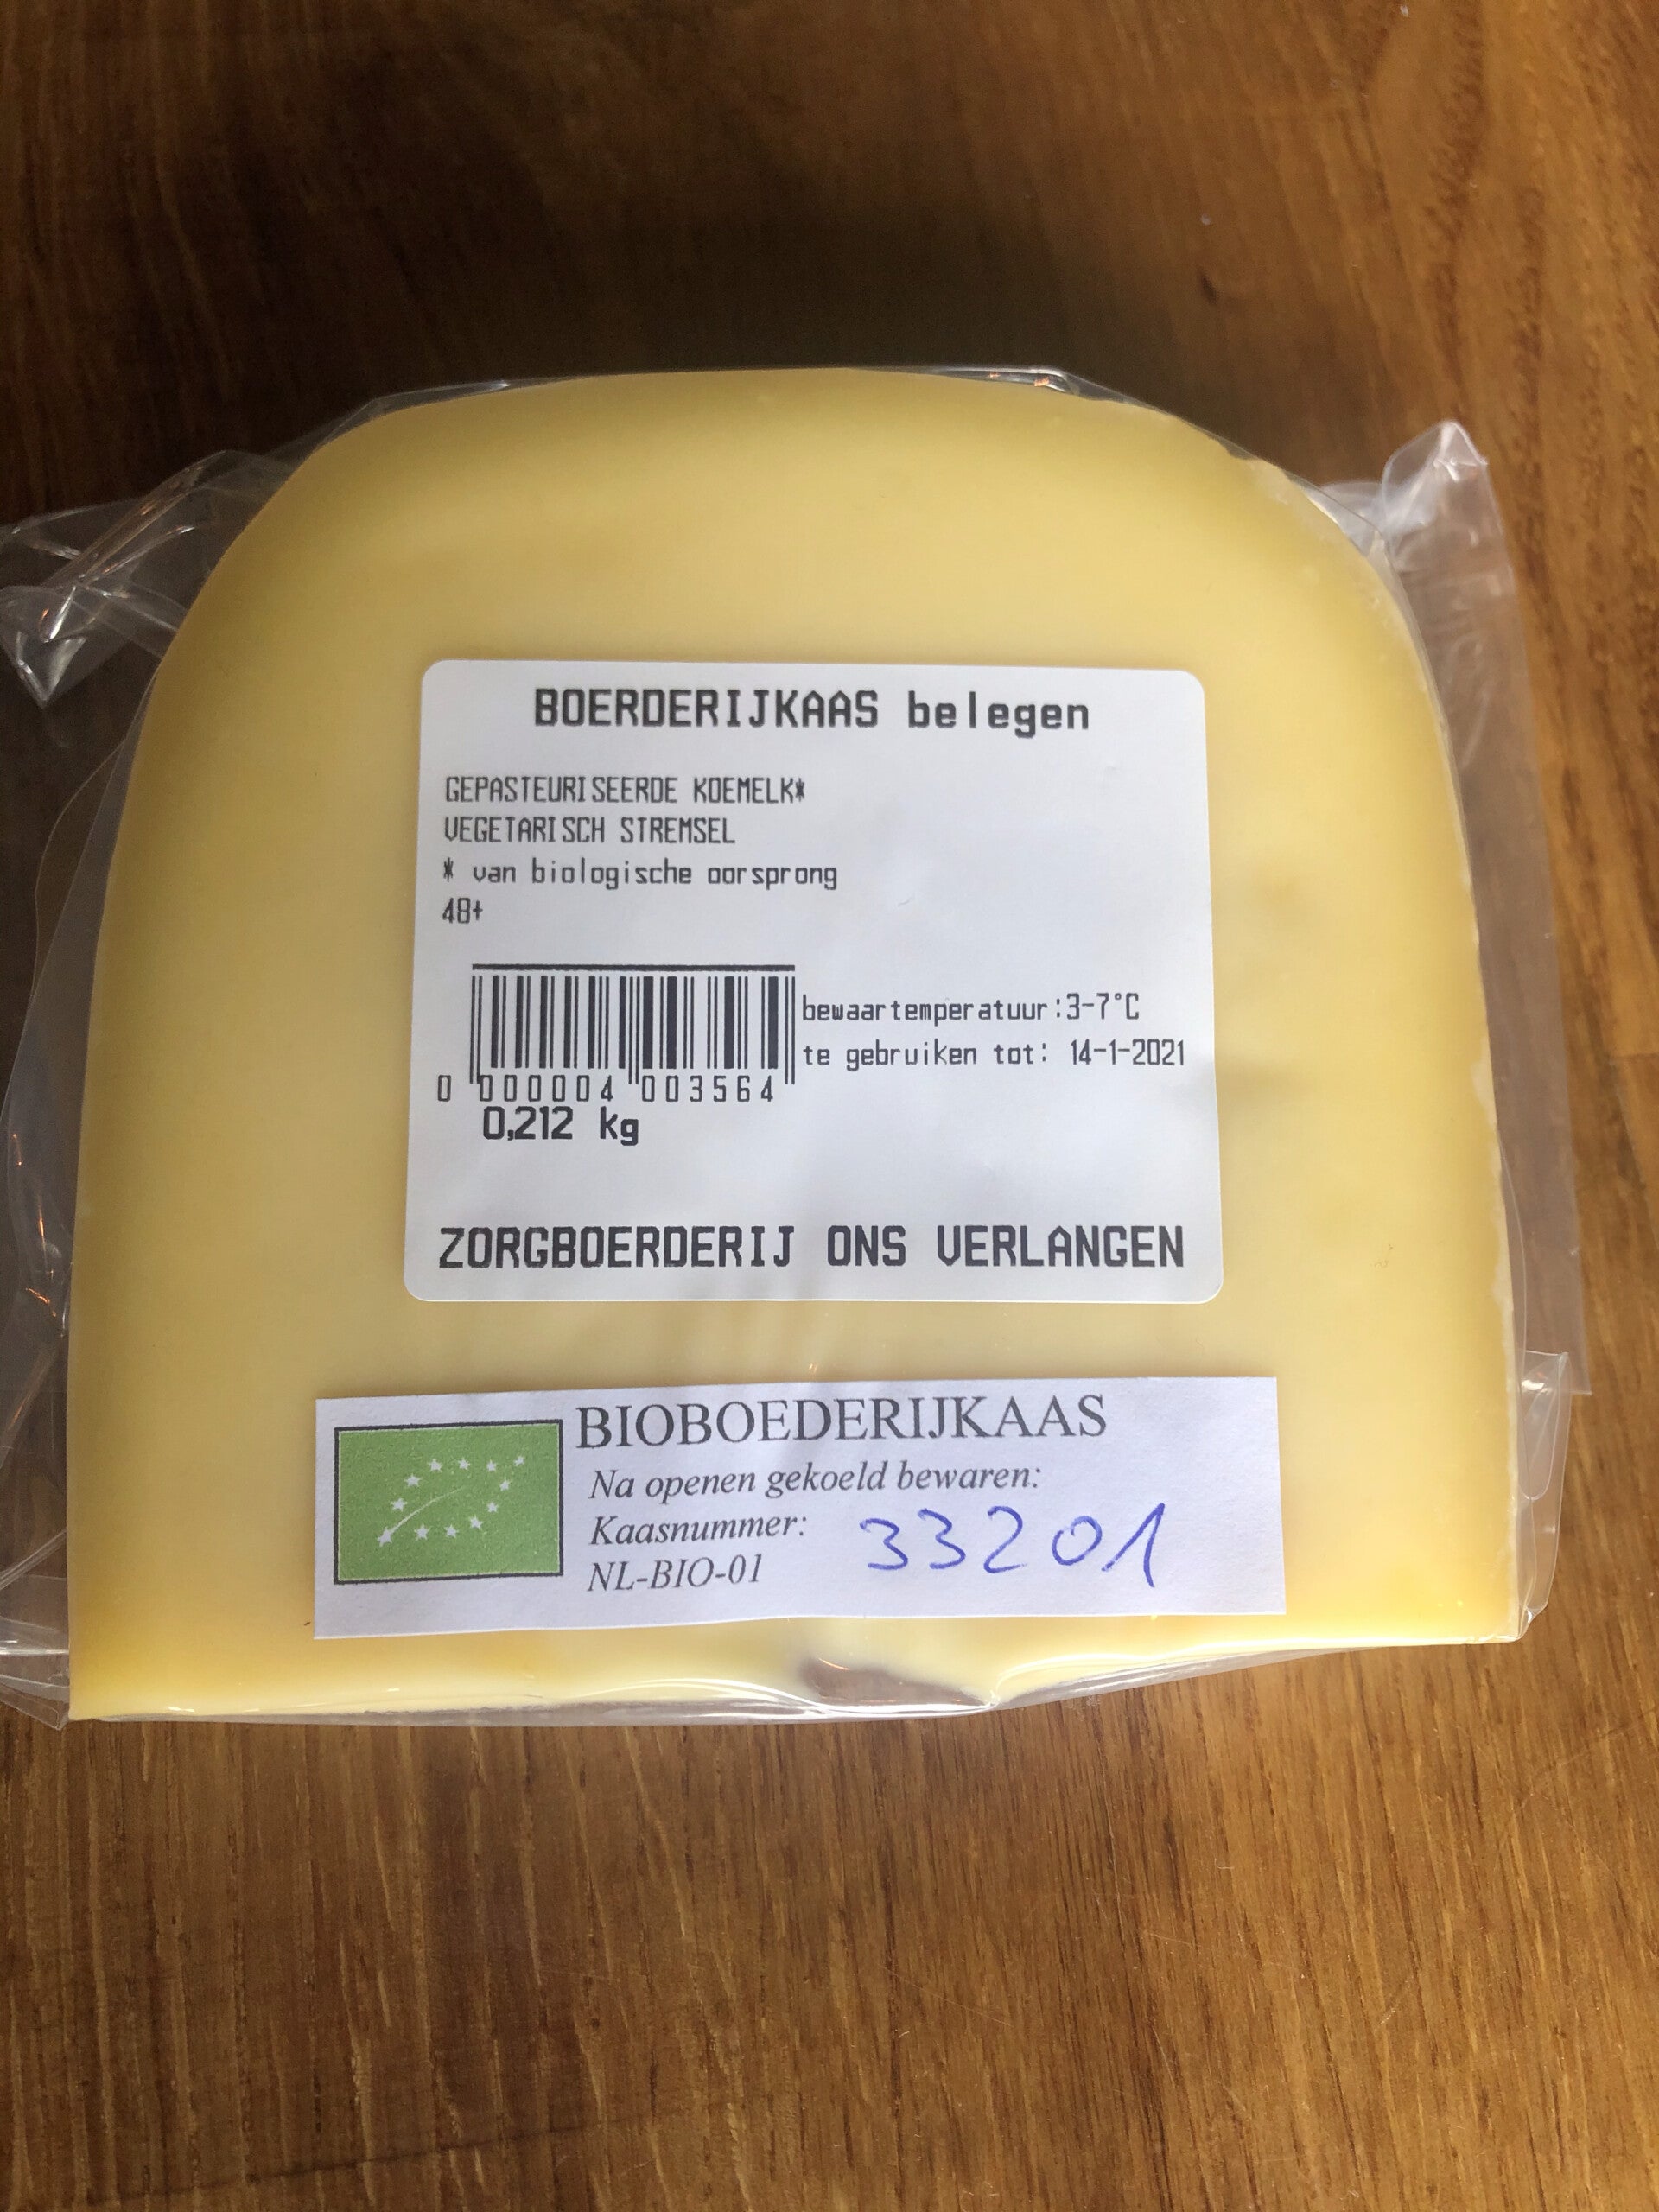 BOERDERIJKAAS belegen
GEPASTEURISEERDE KOEMELK*
VEGETARISCH STREMSEL
* van biologische oorsprong
48+
bewaartemperatuur:3-7°C
te gebruiken tot: 14-1-2021
0 000004 003564
0,212 kg
ZORGBOERDERIJ ONS VERLANGEN
BIOBOEDERIJKAAS
Na openen gekoeld bewaren:
Kaasnummer: 33201
NL-BIO-01